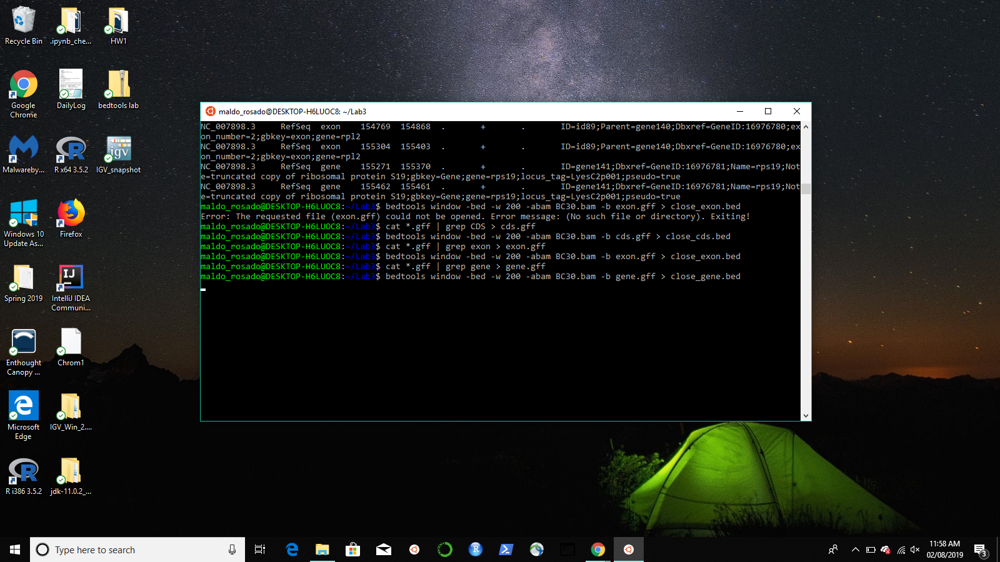 Recycle Bin
.ipynb_che...
HW1
Google Chrome
DailyLog
bedtools lab
Malwareby...
R x64 3.5.2
IGV_snapshot
igv
Windows 10 Update As...
Firefox
Spring 2019
IntelliJ IDEA Communi...
IJ
Enthought Canopy ...
Chrom1
Microsoft Edge
IGV_Win_2....
R i386 3.5.2
jdk-11.0.2_...
maldo_rosado@DESKTOP-H6LUOC8: ~/Lab3
NC_007898.3 RefSeq exon 154769 154868 . + . ID=id89;Parent=gene140;Dbxref=GeneID:16976780;ex
on_number=2;gbkey=exon;gene=rpl2
NC_007898.3 RefSeq exon 155304 155403 . + . ID=id89;Parent=gene140;Dbxref=GeneID:16976780;ex
on_number=2;gbkey=exon;gene=rpl2
NC_007898.3 RefSeq gene 155271 155370 . + . ID=gene141;Dbxref=GeneID:16976781;Name=rps19;Not
e=truncated copy of ribosomal protein S19;gbkey=Gene;gene=rps19;locus_tag=LyesC2p001;pseudo=true
NC_007898.3 RefSeq gene 155462 155461 . + . ID=gene141;Dbxref=GeneID:16976781;Name=rps19;Not
e=truncated copy of ribosomal protein S19;gbkey=Gene;gene=rps19;locus_tag=LyesC2p001;pseudo=true
maldo_rosado@DESKTOP-H6LUOC8:~/Lab3$ bedtools window -bed -w 200 -abam BC30.bam -b exon.gff > close_exon.bed
Error: The requested file (exon.gff) could not be opened. Error message: (No such file or directory). Exiting!
maldo_rosado@DESKTOP-H6LUOC8:~/Lab3$ cat *.gff | grep CDS > cds.gff
maldo_rosado@DESKTOP-H6LUOC8:~/Lab3$ bedtools window -bed -w 200 -abam BC30.bam -b cds.gff > close_cds.bed
maldo_rosado@DESKTOP-H6LUOC8:~/Lab3$ cat *.gff | grep exon > exon.gff
maldo_rosado@DESKTOP-H6LUOC8:~/Lab3$ bedtools window -bed -w 200 -abam BC30.bam -b exon.gff > close_exon.bed
maldo_rosado@DESKTOP-H6LUOC8:~/Lab3$ cat *.gff | grep gene > gene.gff
maldo_rosado@DESKTOP-H6LUOC8:~/Lab3$ bedtools window -bed -w 200 -abam BC30.bam -b gene.gff > close_gene.bed
Type here to search
11:58 AM
02/08/2019
3